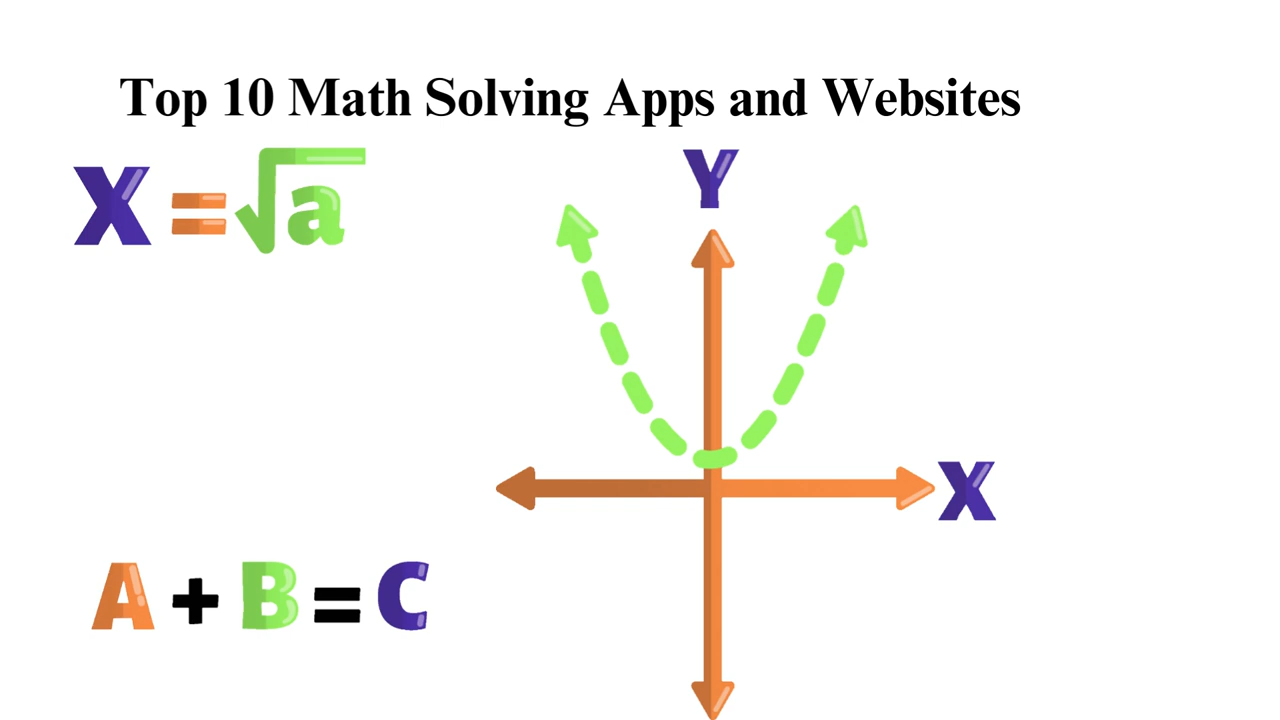 Top 10 Math Solving Apps and Websites
X = √a
Y
X
A + B = C